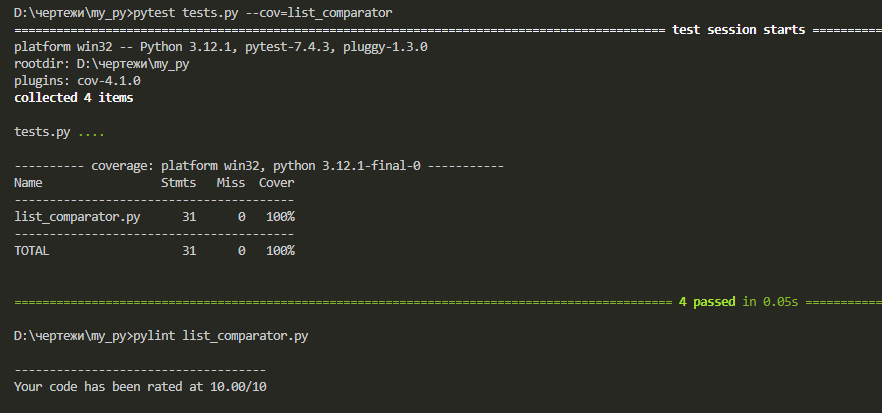 D:\чертежи\my_py>pytest tests.py --cov=list_comparator
============================================================================================= test session starts ==========
platform win32 -- Python 3.12.1, pytest-7.4.3, pluggy-1.3.0
rootdir: D:\чертежи\my_py
plugins: cov-4.1.0
collected 4 items
tests.py ....
---------- coverage: platform win32, python 3.12.1-final-0 -----------
Name                 Stmts   Miss  Cover
----------------------------------------
list_comparator.py      31      0   100%
----------------------------------------
TOTAL                   31      0   100%
============================================================================================== 4 passed in 0.05s ===========
D:\чертежи\my_py>pylint list_comparator.py
------------------------------------
Your code has been rated at 10.00/10